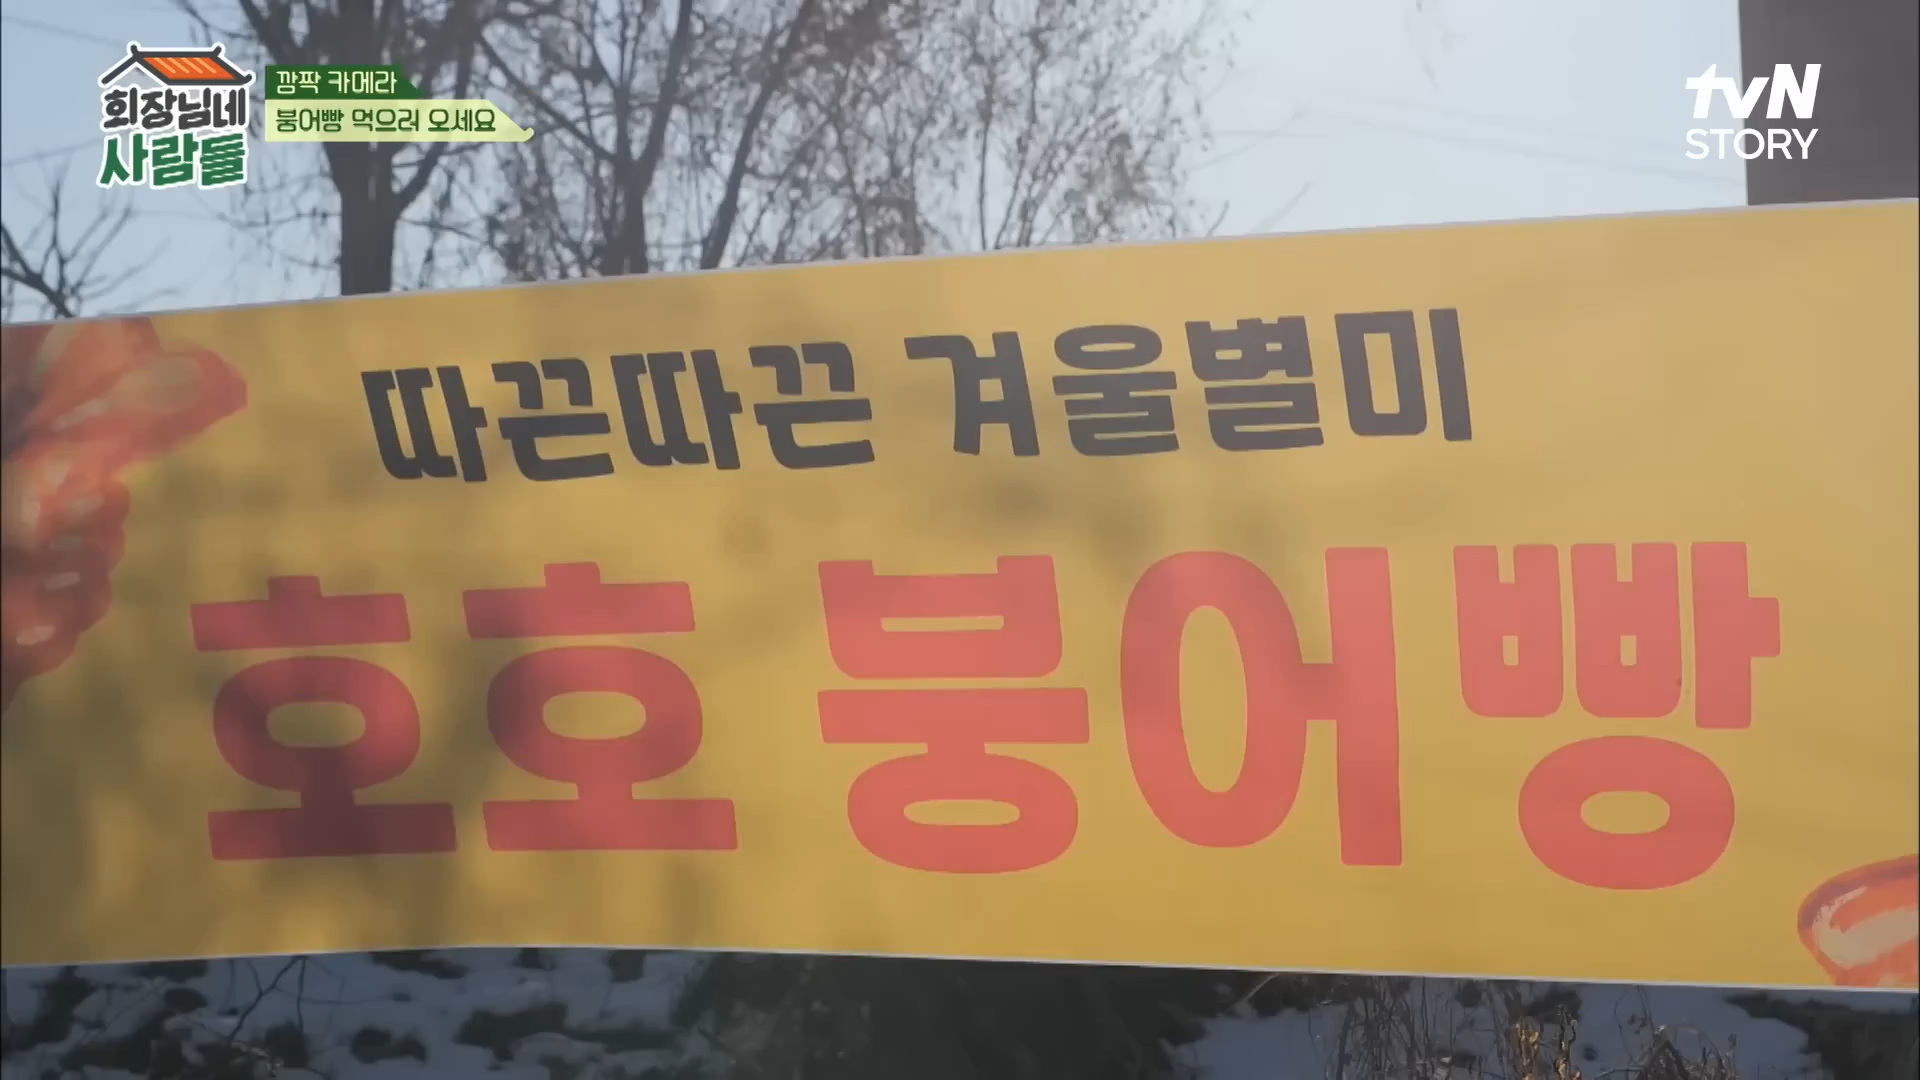 회장님네
사람들
깜짝 카메라
붕어빵 먹으러 오세요
tvN
STORY
따끈따끈 겨울별미
호호 붕어빵